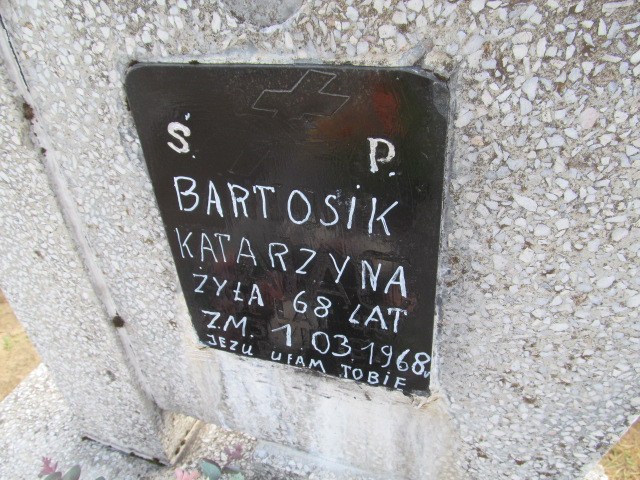 Ś. P.
BARTOSIK
KATARZYNA
ŻYŁA 68 LAT
ZM. 1 03.1968
JEZU UFAM TOBIE